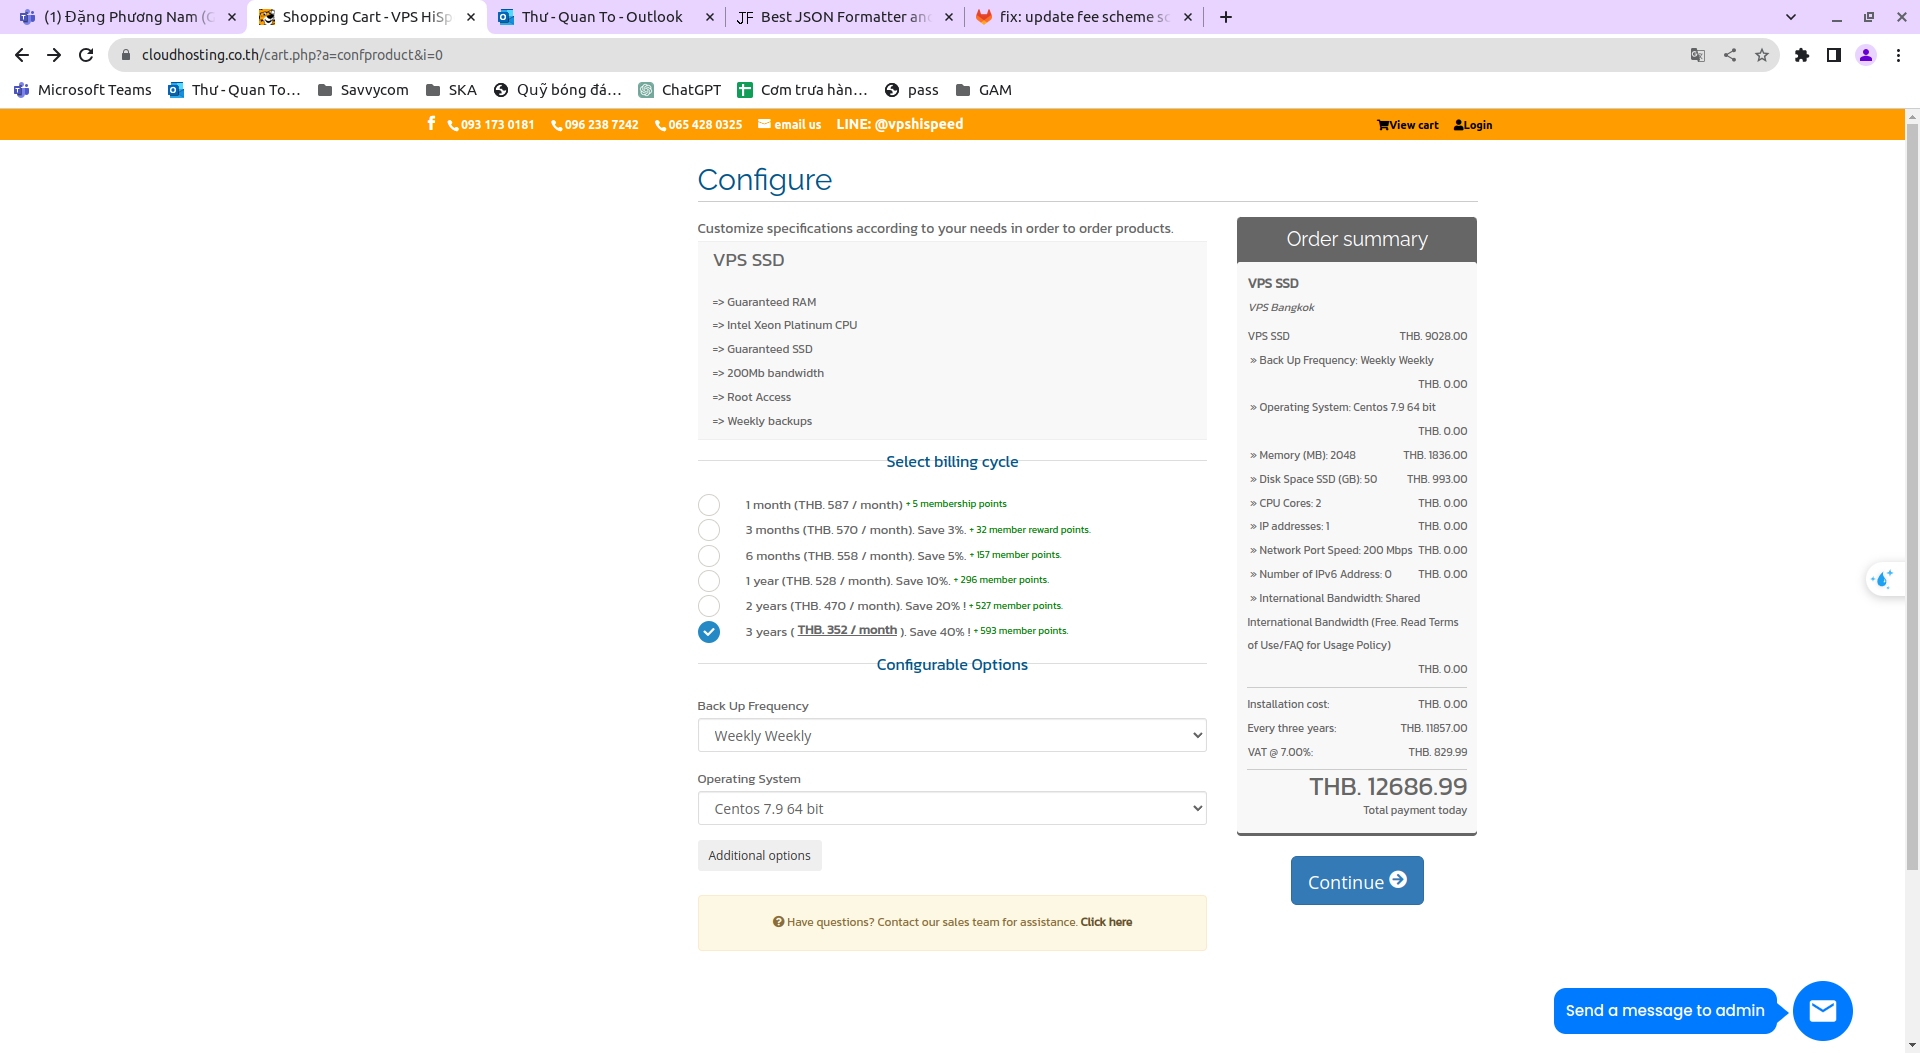 (1) Đặng Phương Nam (C
Shopping Cart - VPS HiSp
Thư - Quan To - Outlook
Best JSON Formatter and
fix: update fee scheme sc
cloudhosting.co.th/cart.php?a=confproduct&i=0
Microsoft Teams
Thư - Quan To…
Savvycom
SKA
Quỹ bóng đá…
ChatGPT
Cơm trưa hàn…
pass
GAM
093 173 0181
096 238 7242
065 428 0325
email us
LINE: @vpshispeed
View cart
Login
Configure
Customize specifications according to your needs in order to order products.
VPS SSD
=> Guaranteed RAM
=> Intel Xeon Platinum CPU
=> Guaranteed SSD
=> 200Mb bandwidth
=> Root Access
=> Weekly backups
Select billing cycle
1 month (THB. 587 / month) + 5 membership points
3 months (THB. 570 / month). Save 3%. + 32 member reward points.
6 months (THB. 558 / month). Save 5%. + 157 member points.
1 year (THB. 528 / month). Save 10%. + 296 member points.
2 years (THB. 470 / month). Save 20% ! + 527 member points.
3 years ( THB. 352 / month ). Save 40% ! + 593 member points.
Configurable Options
Back Up Frequency
Weekly Weekly
Operating System
Centos 7.9 64 bit
Additional options
Have questions? Contact our sales team for assistance. Click here
Order summary
VPS SSD
VPS Bangkok
VPS SSD THB. 9028.00
» Back Up Frequency: Weekly Weekly
THB. 0.00
» Operating System: Centos 7.9 64 bit
THB. 0.00
» Memory (MB): 2048 THB. 1836.00
» Disk Space SSD (GB): 50 THB. 993.00
» CPU Cores: 2 THB. 0.00
» IP addresses: 1 THB. 0.00
» Network Port Speed: 200 Mbps THB. 0.00
» Number of IPv6 Address: 0 THB. 0.00
» International Bandwidth: Shared
International Bandwidth (Free. Read Terms
of Use/FAQ for Usage Policy)
THB. 0.00
Installation cost: THB. 0.00
Every three years: THB. 11857.00
VAT @ 7.00%: THB. 829.99
THB. 12686.99
Total payment today
Continue
Send a message to admin